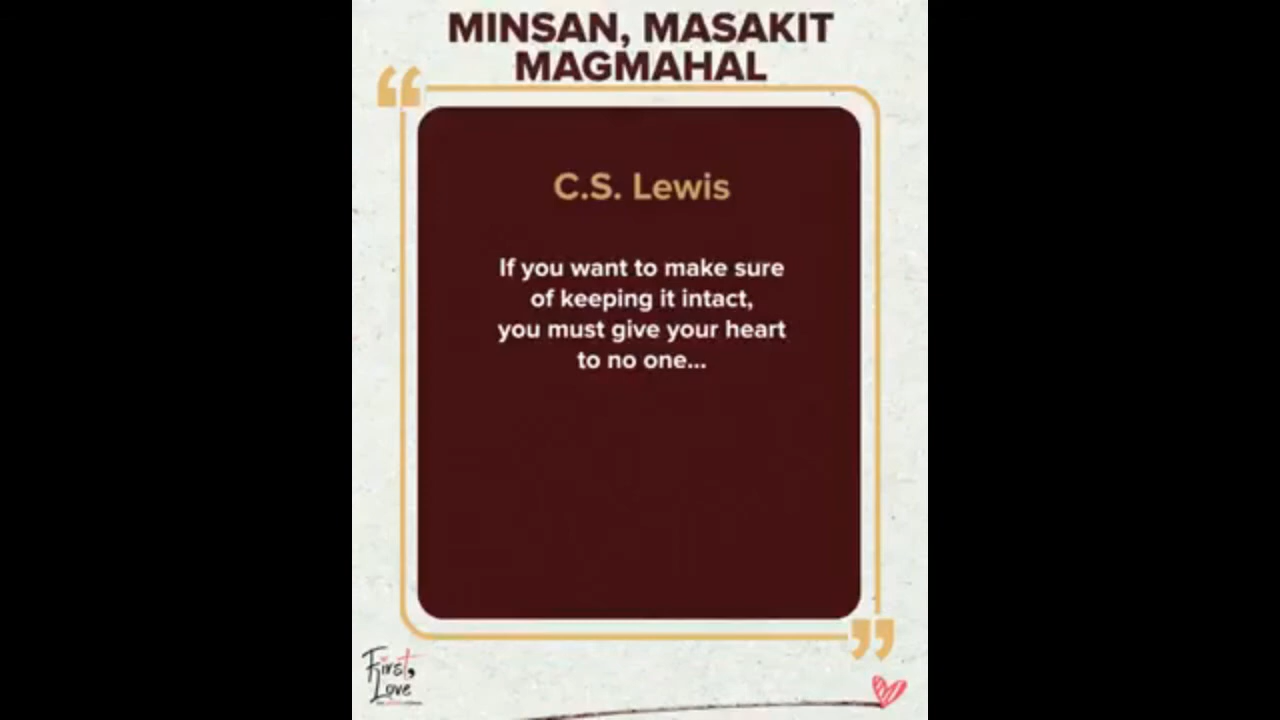 MINSAN, MASAKIT
MAGMAHAL
C.S. Lewis
If you want to make sure
of keeping it intact,
you must give your heart
to no one...
First,
Love